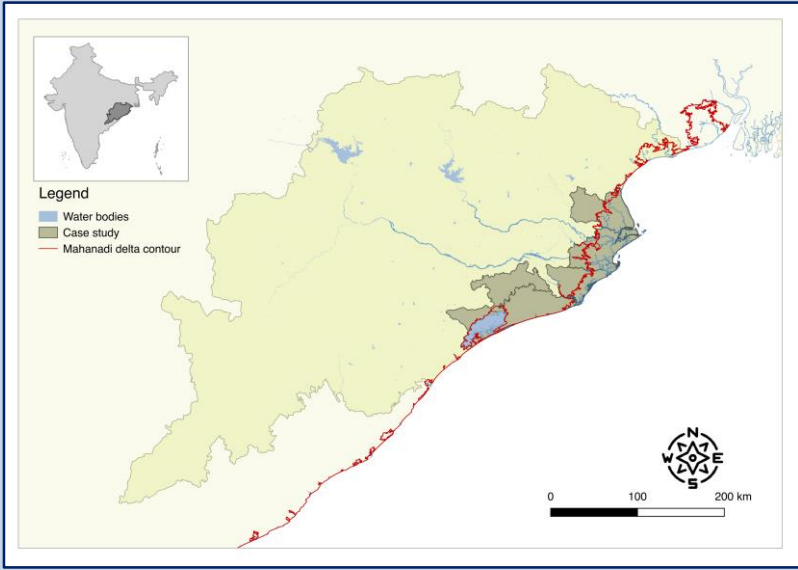 Legend
Water bodies
Case study
Mahanadi delta contour
N
W E
S
0 100 200 km